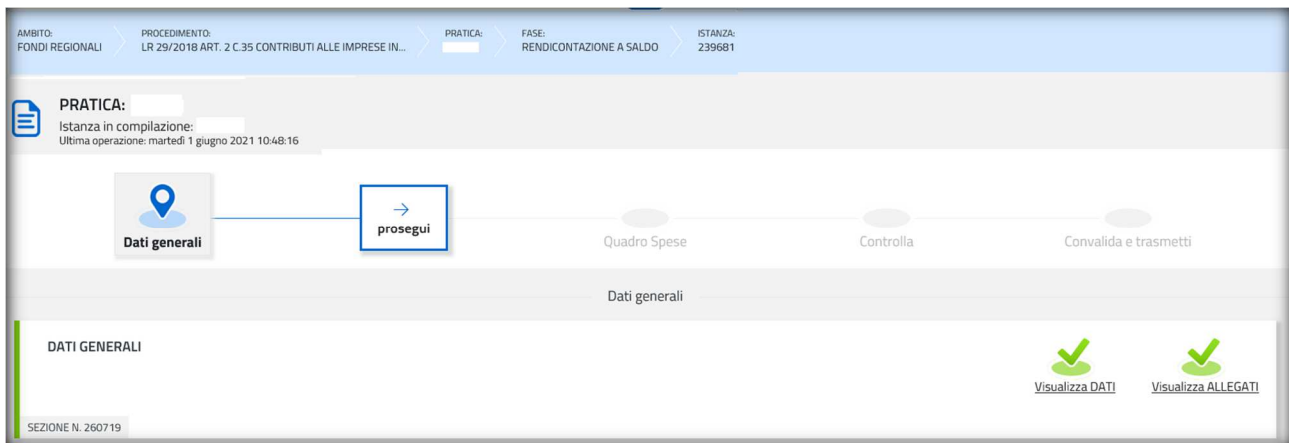 AMBITO:
FONDI REGIONALI
PROCEDIMENTO:
LR 29/2018 ART. 2 C.35 CONTRIBUTI ALLE IMPRESE IN...
PRATICA:
FASE:
RENDICONTAZIONE A SALDO
ISTANZA:
239681
PRATICA:
Istanza in compilazione:
Ultima operazione: martedì 1 giugno 2021 10:48:16
Dati generali
prosegui
Quadro Spese
Controlla
Convalida e trasmetti
Dati generali
DATI GENERALI
Visualizza DATI
Visualizza ALLEGATI
SEZIONE N. 260719